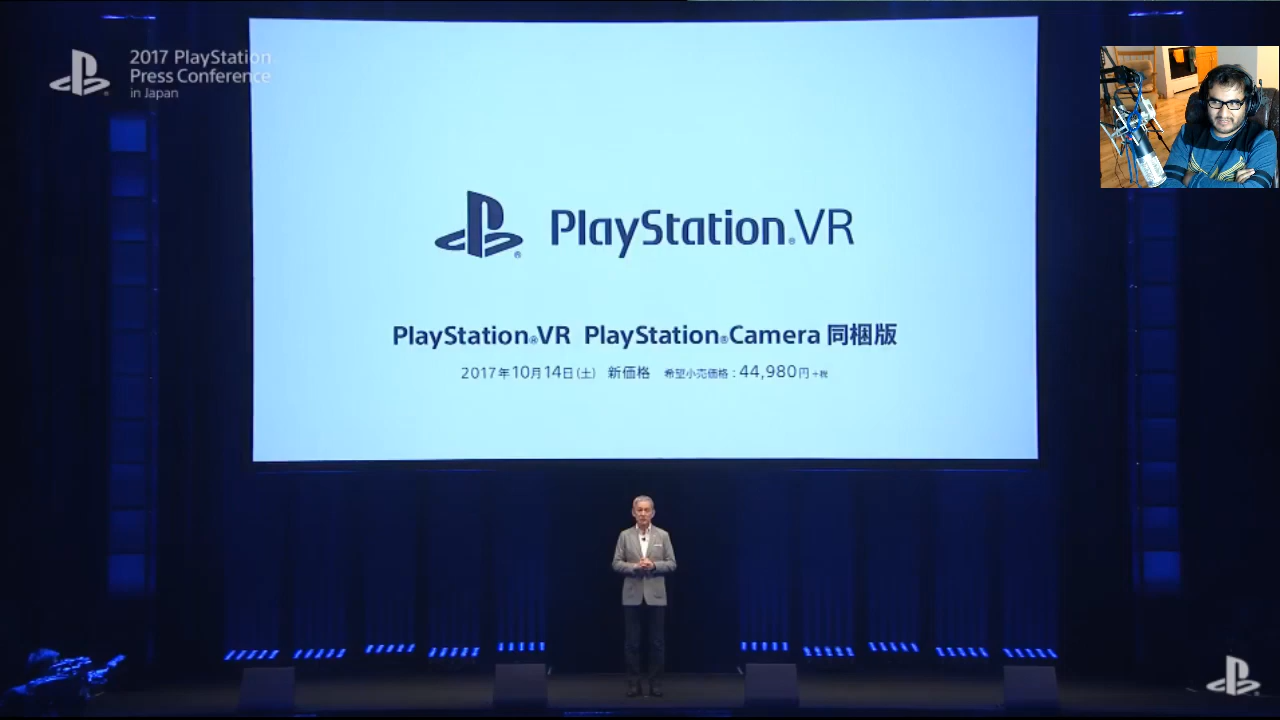 2017 PlayStation
Press Conference
in Japan
PlayStation®VR
PlayStation®VR PlayStation®Camera 同梱版
2017年10月14日(土) 新価格 希望小売価格:44,980円+税